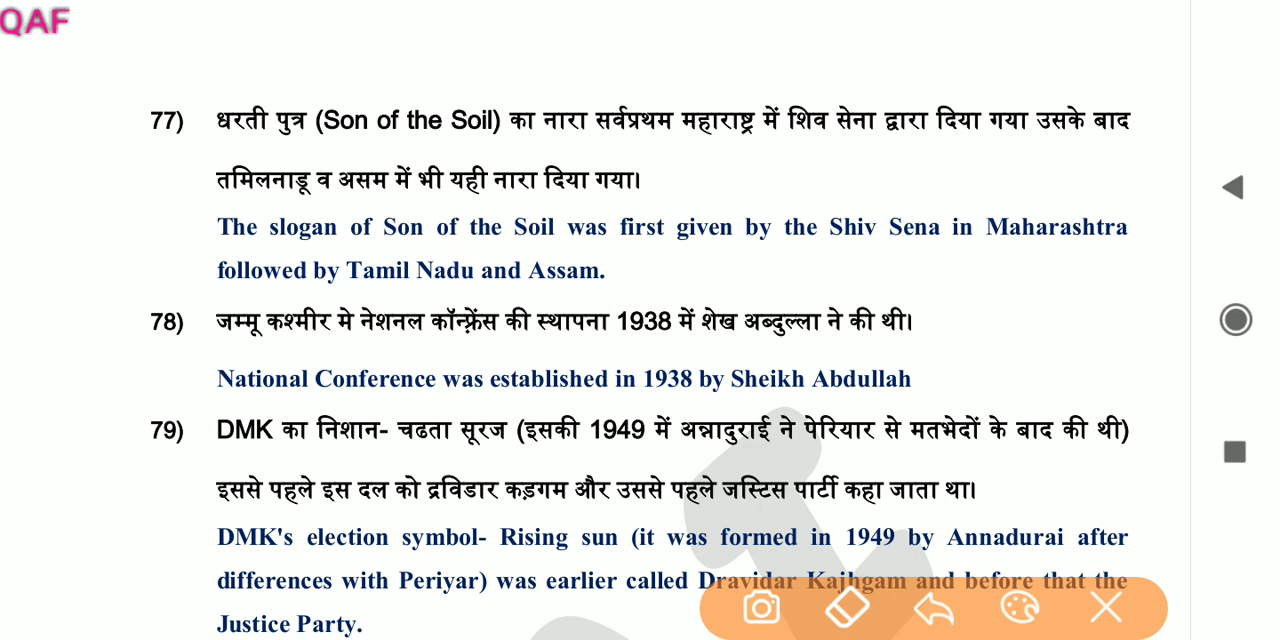 QAF
77) धरती पुत्र (Son of the Soil) का नारा सर्वप्रथम महाराष्ट्र में शिव सेना द्वारा दिया गया उसके बाद
तमिलनाडू व असम में भी यही नारा दिया गया।
The slogan of Son of the Soil was first given by the Shiv Sena in Maharashtra
followed by Tamil Nadu and Assam.
78) जम्मू कश्मीर मे नेशनल कॉन्फ़्रेंस की स्थापना 1938 में शेख अब्दुल्ला ने की थी।
National Conference was established in 1938 by Sheikh Abdullah
79) DMK का निशान- चढता सूरज (इसकी 1949 में अन्नादुराई ने पेरियार से मतभेदों के बाद की थी)
इससे पहले इस दल को द्रविडार कड़गम और उससे पहले जस्टिस पार्टी कहा जाता था।
DMK's election symbol- Rising sun (it was formed in 1949 by Annadurai after
differences with Periyar) was earlier called Dravidar Kajhgam and before that the
Justice Party.